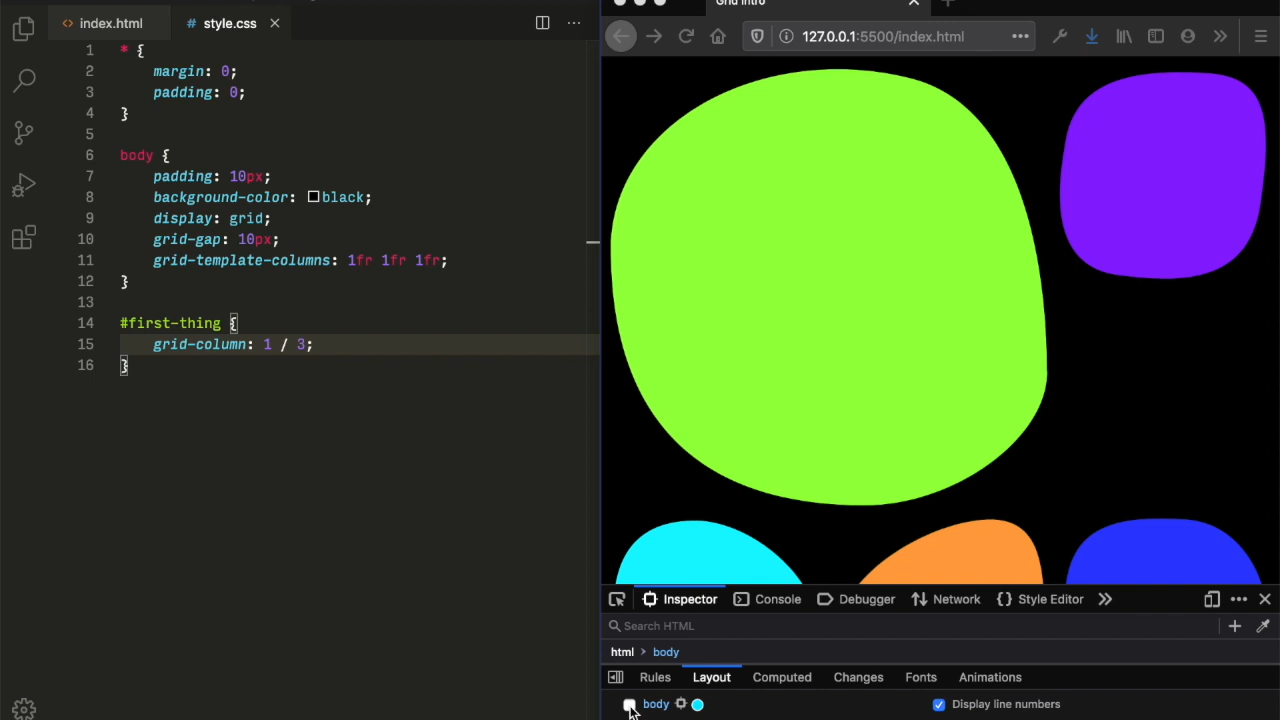 index.html
style.css
1 * {
2 margin: 0;
3 padding: 0;
4 }
5
6 body {
7 padding: 10px;
8 background-color: black;
9 display: grid;
10 grid-gap: 10px;
11 grid-template-columns: 1fr 1fr 1fr;
12 }
13
14 #first-thing {
15 grid-column: 1 / 3;
16 }
Grid Intro
127.0.0.1:5500/index.html
Inspector Console Debugger Network Style Editor
Search HTML
html > body
Rules Layout Computed Changes Fonts Animations
body Display line numbers